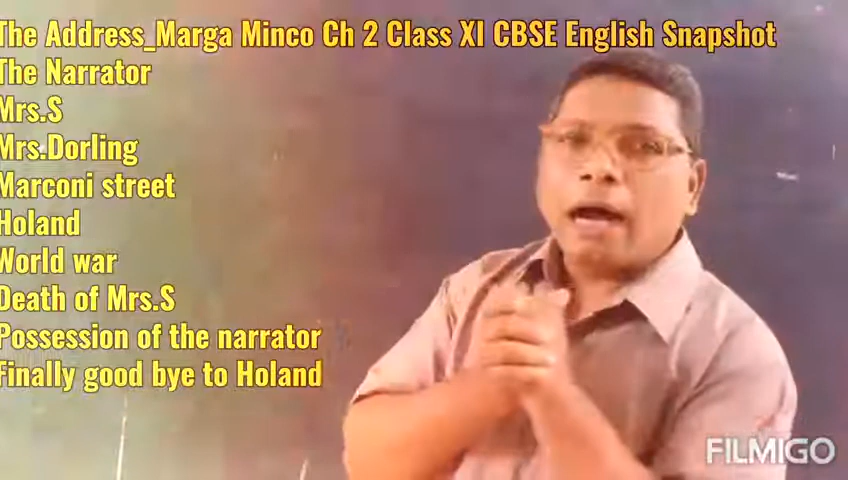 The Address_Marga Minco Ch 2 Class XI CBSE English Snapshot
The Narrator
Mrs.S
Mrs.Dorling
Marconi street
Holand
World war
Death of Mrs.S
Possession of the narrator
Finally good bye to Holand
FILMIGO